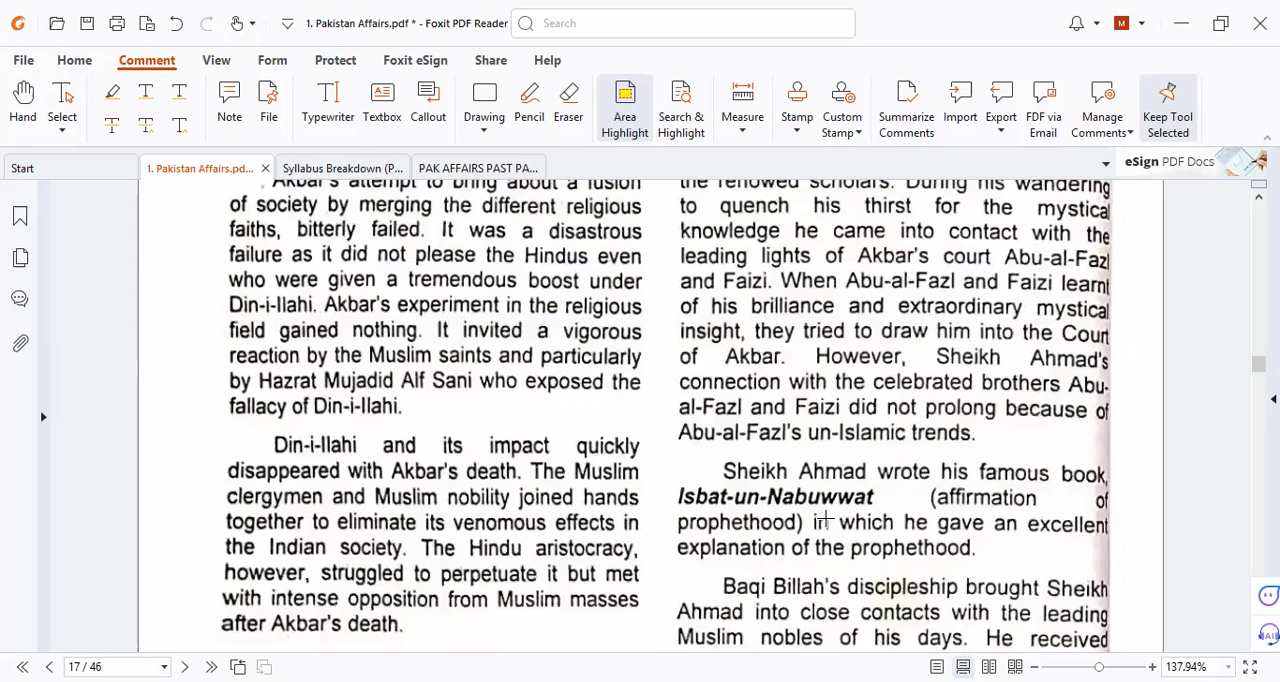 1. Pakistan Affairs.pdf * - Foxit PDF Reader
Search
M
File Home Comment View Form Protect Foxit eSign Share Help
Hand
Select
Note
File
Typewriter
Textbox
Callout
Drawing
Pencil
Eraser
Area
Highlight
Search &
Highlight
Measure
Stamp
Custom
Stamp
Summarize
Comments
Import
Export
FDF via
Email
Manage
Comments
Keep Tool
Selected
Start
1. Pakistan Affairs.pd...
Syllabus Breakdown (P...
PAK AFFAIRS PAST PA...
eSign PDF Docs
Akbar's attempt to bring about a fusion
of society by merging the different religious
faiths, bitterly failed. It was a disastrous
failure as it did not please the Hindus even
who were given a tremendous boost under
Din-i-Ilahi. Akbar's experiment in the religious
field gained nothing. It invited a vigorous
reaction by the Muslim saints and particularly
by Hazrat Mujadid Alf Sani who exposed the
fallacy of Din-i-Ilahi.
Din-i-Ilahi and its impact quickly
disappeared with Akbar's death. The Muslim
clergymen and Muslim nobility joined hands
together to eliminate its venomous effects in
the Indian society. The Hindu aristocracy,
however, struggled to perpetuate it but met
with intense opposition from Muslim masses
after Akbar's death.
the renowed scholars. During his wandering
to quench his thirst for the mystical
knowledge he came into contact with the
leading lights of Akbar's court Abu-al-Fazl
and Faizi. When Abu-al-Fazl and Faizi learnt
of his brilliance and extraordinary mystical
insight, they tried to draw him into the Court
of Akbar. However, Sheikh Ahmad's
connection with the celebrated brothers Abu-
al-Fazl and Faizi did not prolong because of
Abu-al-Fazl's un-Islamic trends.
Sheikh Ahmad wrote his famous book,
Isbat-un-Nabuwwat (affirmation of
prophethood) in which he gave an excellent
explanation of the prophethood.
Baqi Billah's discipleship brought Sheikh
Ahmad into close contacts with the leading
Muslim nobles of his days. He received
17 / 46
137.94%